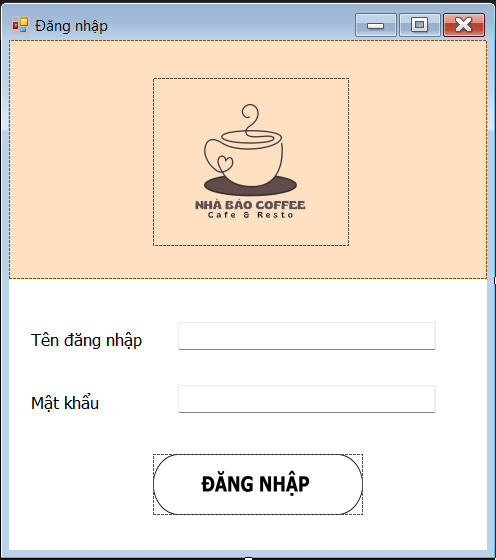 Đăng nhập
NHÀ BÁO COFFEE
Cafe & Resto
Tên đăng nhập
Mật khẩu
ĐĂNG NHẬP